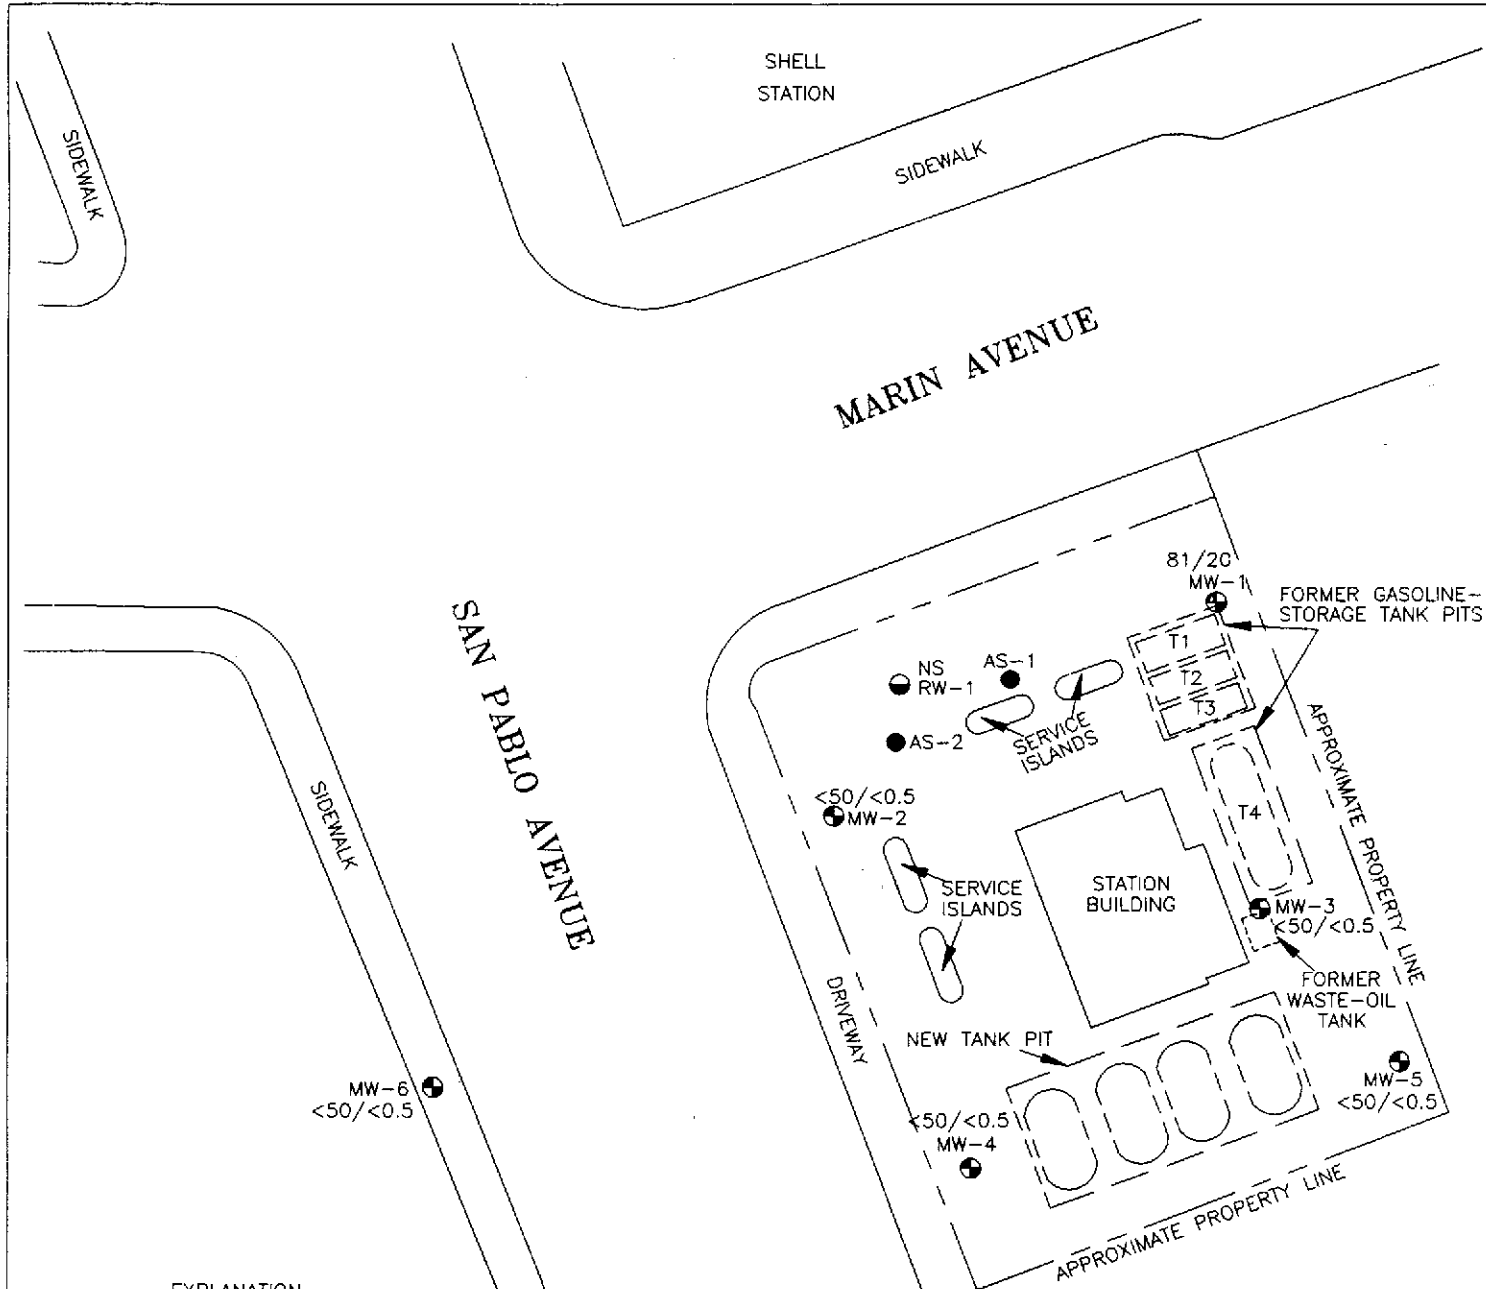 SHELL
STATION
SIDEWALK
SIDEWALK
MARIN AVENUE
SAN PABLO AVENUE
81/20
MW-1
FORMER GASOLINE-
STORAGE TANK PITS
T1
T2
T3
NS
RW-1
AS-1
AS-2
SERVICE
ISLANDS
APPROXIMATE PROPERTY LINE
<50/<0.5
MW-2
T4
SIDEWALK
SERVICE
ISLANDS
STATION
BUILDING
MW-3
<50/<0.5
FORMER
WASTE-OIL
TANK
DRIVEWAY
NEW TANK PIT
MW-6
<50/<0.5
MW-5
<50/<0.5
<50/<0.5
MW-4
APPROXIMATE PROPERTY LINE
EXPLANATION